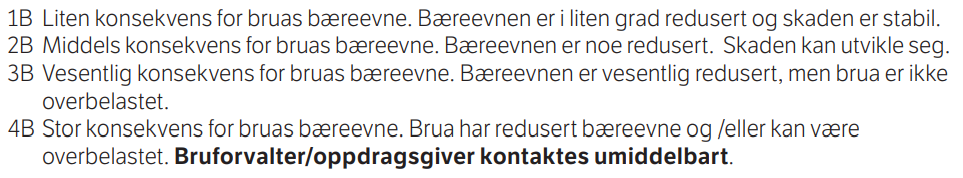 1B Liten konsekvens for bruas bæreevne. Bæreevnen er i liten grad redusert og skaden er stabil.
2B Middels konsekvens for bruas bæreevne. Bæreevnen er noe redusert. Skaden kan utvikle seg.
3B Vesentlig konsekvens for bruas bæreevne. Bæreevnen er vesentlig redusert, men brua er ikke
overbelastet.
4B Stor konsekvens for bruas bæreevne. Brua har redusert bæreevne og /eller kan være
overbelastet. Bruforvalter/oppdragsgiver kontaktes umiddelbart.